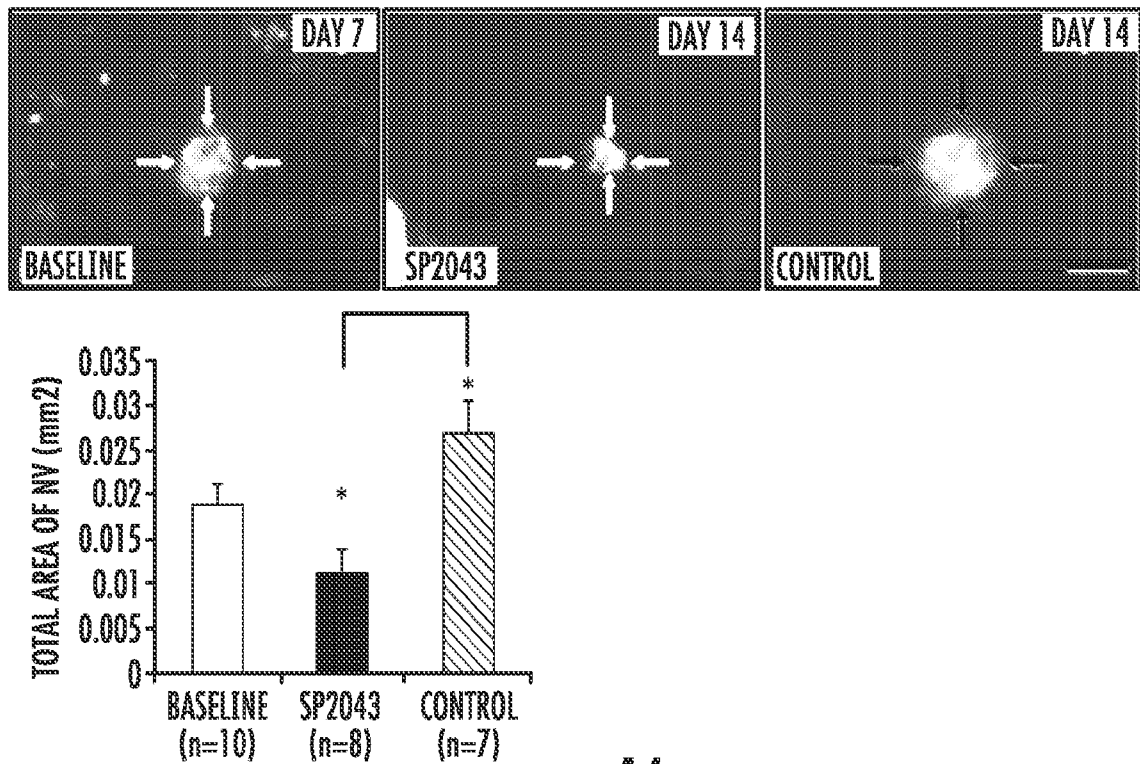 DAY 7
DAY 14
DAY 14
BASELINE
SP2043
CONTROL
TOTAL AREA OF NV (mm2)
0.035
0.03
0.025
0.02
0.015
0.01
0.005
0
*
*
BASELINE
(n=10)
SP2043
(n=8)
CONTROL
(n=7)